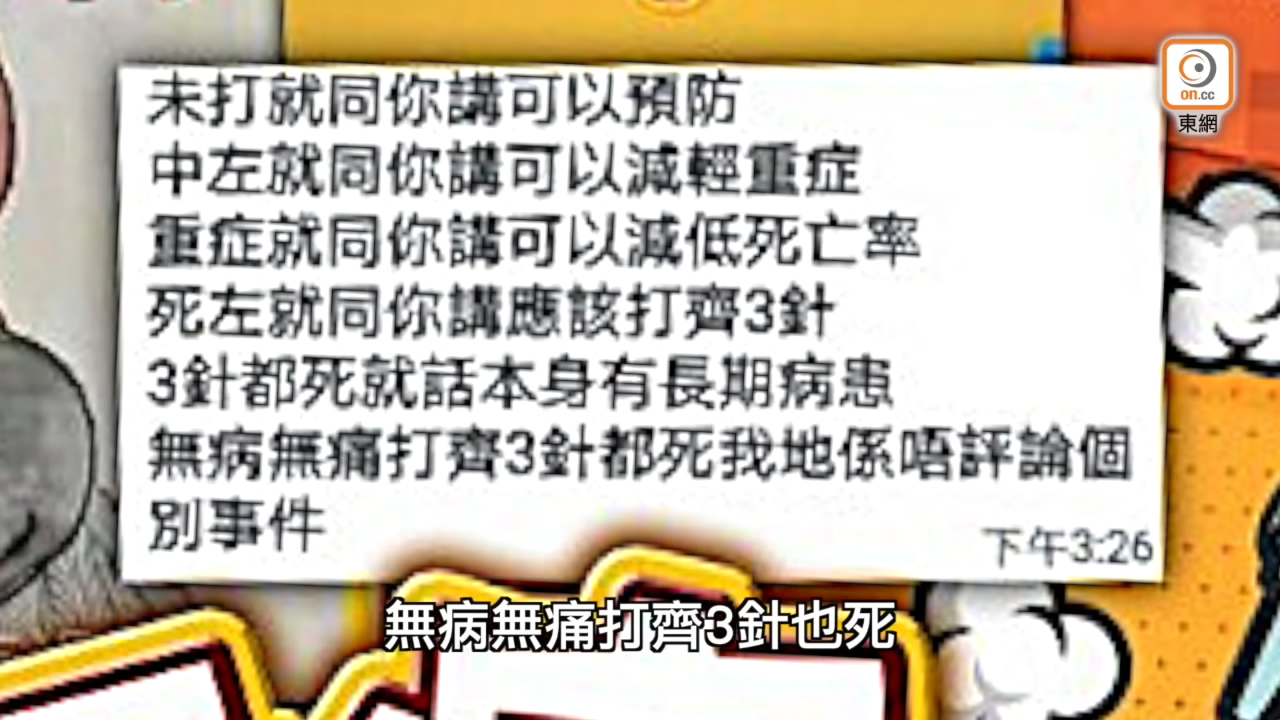 on.cc
東網
未打就同你講可以預防
中左就同你講可以減輕重症
重症就同你講可以減低死亡率
死左就同你講應該打齊3針
3針都死就話本身有長期病患
無病無痛打齊3針都死我地係唔評論個
別事件
下午3:26
無病無痛打齊3針也死